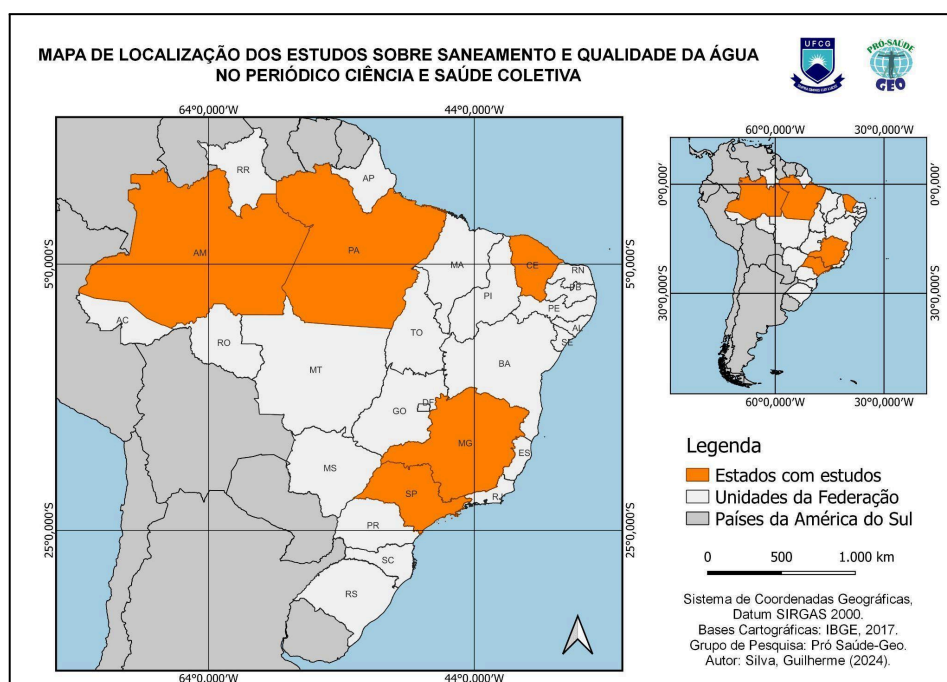 MAPA DE LOCALIZAÇÃO DOS ESTUDOS SOBRE SANEAMENTO E QUALIDADE DA ÁGUA
NO PERIÓDICO CIÊNCIA E SAÚDE COLETIVA
UFCG
PRÓ-SAÚDE
GEO
64°0,000'W
44°0,000'W
RR
AP
AM
PA
MA
CE
RN
PB
PI
PE
AL
SE
AC
RO
TO
BA
MT
GO
DF
MG
ES
MS
SP
RJ
PR
SC
RS
5°0,000'S
5°0,000'S
25°0,000'S
25°0,000'S
64°0,000'W
44°0,000'W
60°0,000'W
30°0,000'W
0°0,000'
0°0,000'
30°0,000'S
30°0,000'S
60°0,000'W
30°0,000'W
Legenda
Estados com estudos
Unidades da Federação
Países da América do Sul
0 500 1.000 km
Sistema de Coordenadas Geográficas,
Datum SIRGAS 2000.
Bases Cartográficas: IBGE, 2017.
Grupo de Pesquisa: Pró Saúde-Geo.
Autor: Silva, Guilherme (2024).